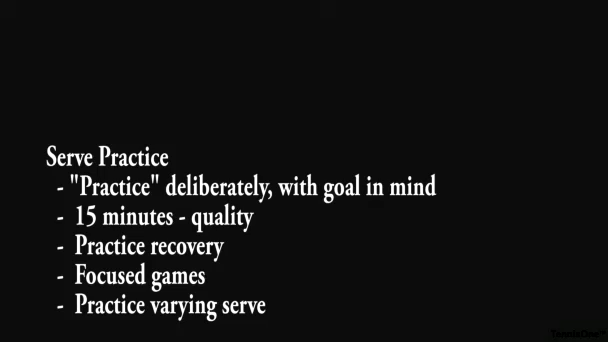 Serve Practice
- "Practice" deliberately, with goal in mind
- 15 minutes - quality
- Practice recovery
- Focused games
- Practice varying serve